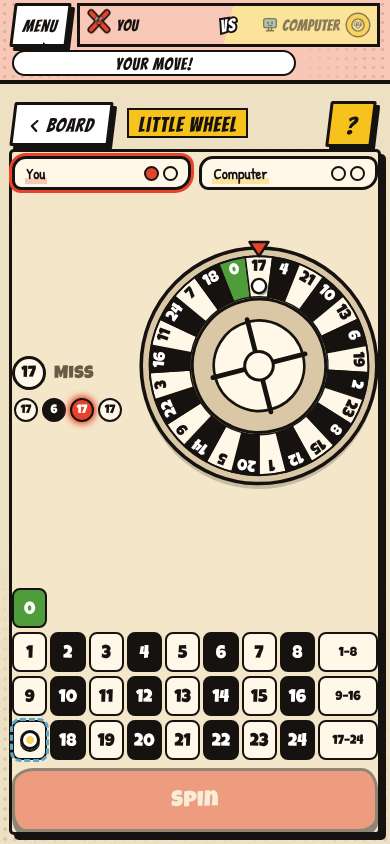 MENU
YOU
VS
COMPUTER
YOUR MOVE!
< BOARD
LITTLE WHEEL
?
You
Computer
0 17 4 21 10 13 6 19 2 23 8 15 1 20 5 14 9 22 3 16 11 24 7 18
17 MISS
17 6 17 17
0
1 2 3 4 5 6 7 8 1-8
9 10 11 12 13 14 15 16 9-16
18 19 20 21 22 23 24 17-24
SPIN